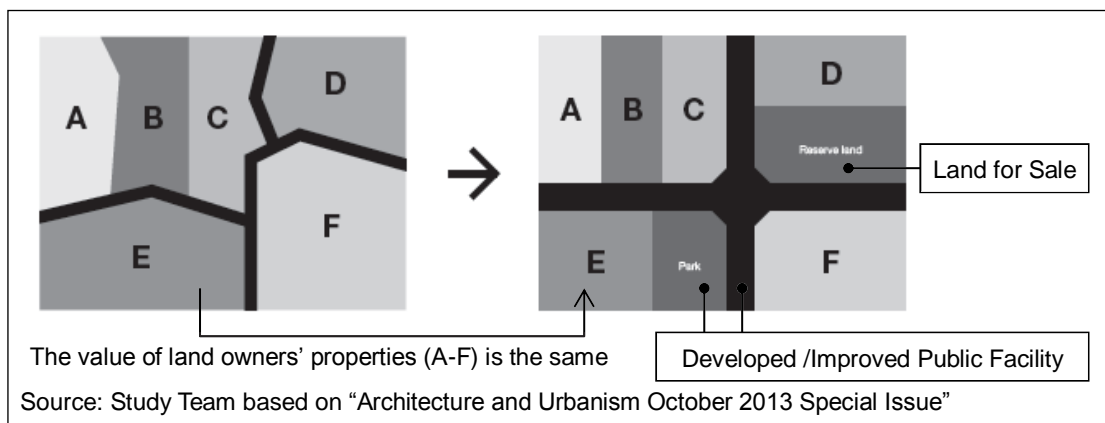 A
B
C
D
E
F
A
B
C
D
Reserve land
Land for Sale
E
Park
F
The value of land owners’ properties (A-F) is the same
Developed /Improved Public Facility
Source: Study Team based on “Architecture and Urbanism October 2013 Special Issue”